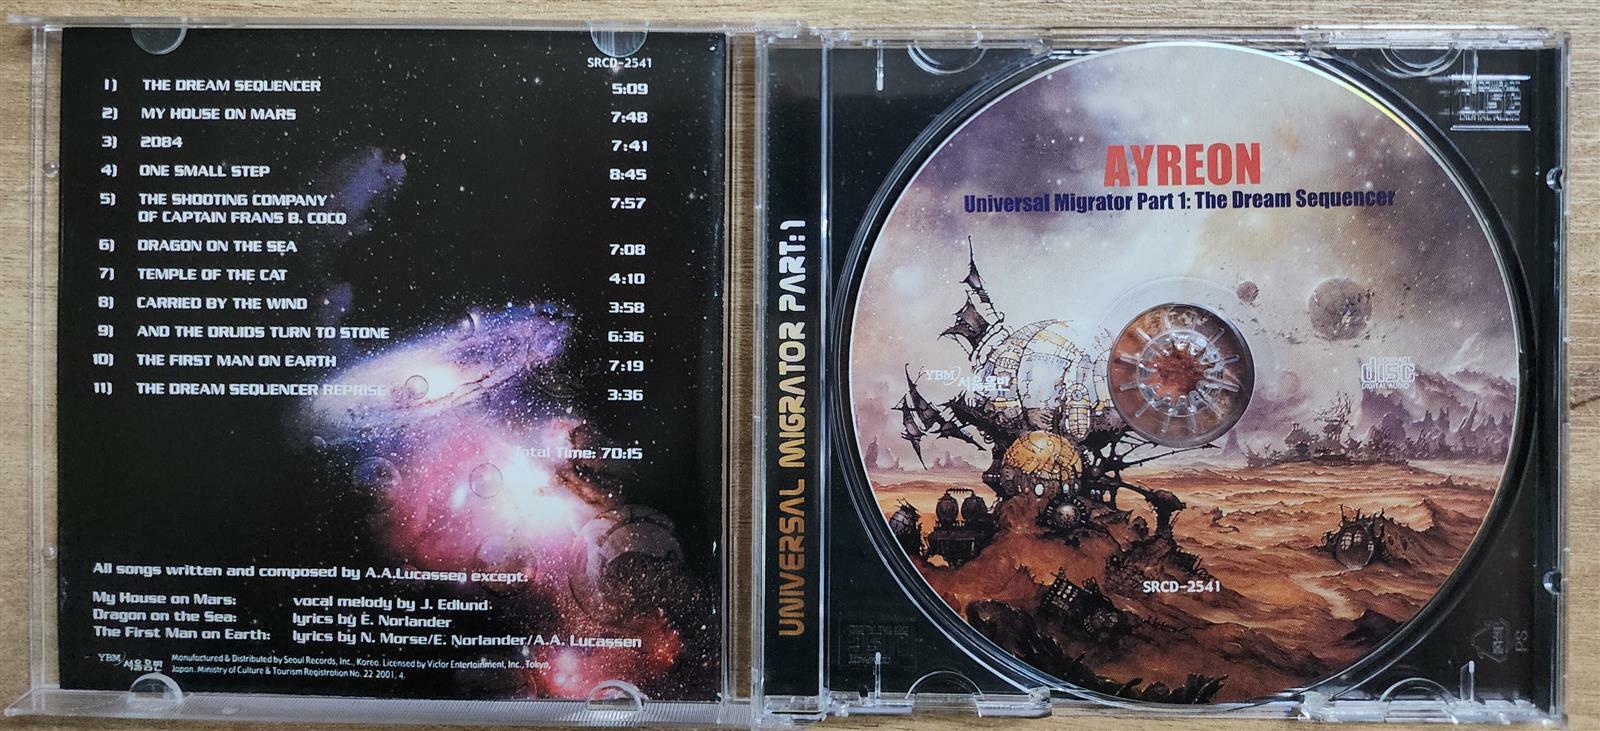 SRCD-2541
1) THE DREAM SEQUENCER 5:09
2) MY HOUSE ON MARS 7:48
3) 2084 7:41
4) ONE SMALL STEP 8:45
5) THE SHOOTING COMPANY 7:57
OF CAPTAIN FRANS B. COCQ
6) DRAGON ON THE SEA 7:08
7) TEMPLE OF THE CAT 4:10
8) CARRIED BY THE WIND 3:58
9) AND THE DRUIDS TURN TO STONE 6:36
10) THE FIRST MAN ON EARTH 7:19
11) THE DREAM SEQUENCER REPRISE 3:36
Total Time: 70:15
All songs written and composed by A.A.Lucassen except:
My House on Mars: vocal melody by J. Edlund
Dragon on the Sea: lyrics by E. Norlander
The First Man on Earth: lyrics by N. Morse/E. Norlander/A.A. Lucassen
YBM 서울음반
Manufactured & Distributed by Seoul Records, Inc., Korea. Licensed by Victor Entertainment, Inc., Tokyo,
Japan. Ministry of Culture & Tourism Registration No. 22 2001. 4.
UNIVERSAL MIGRATOR PART:1
AYREON
Universal Migrator Part 1: The Dream Sequencer
YBM 서울음반
COMPACT
disc
DIGITAL AUDIO
SRCD-2541
COMPACT
disc
DIGITAL AUDIO
PS